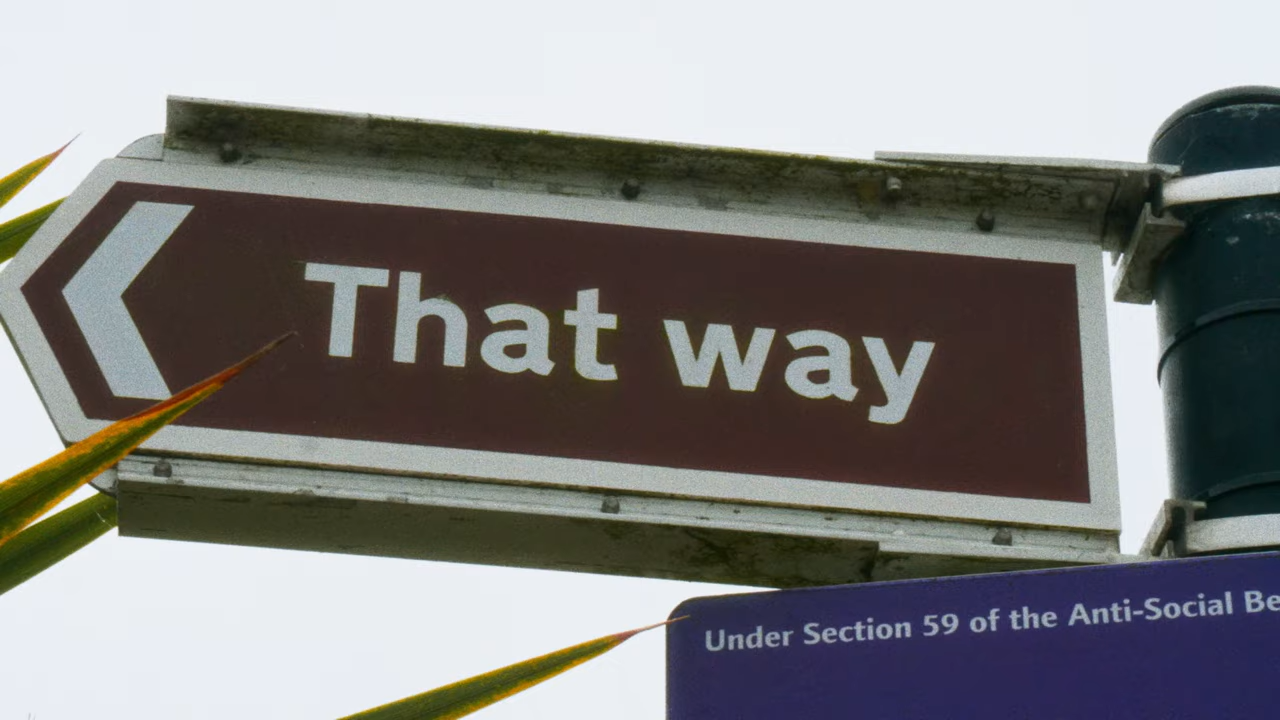 That way
Under Section 59 of the Anti-Social Be